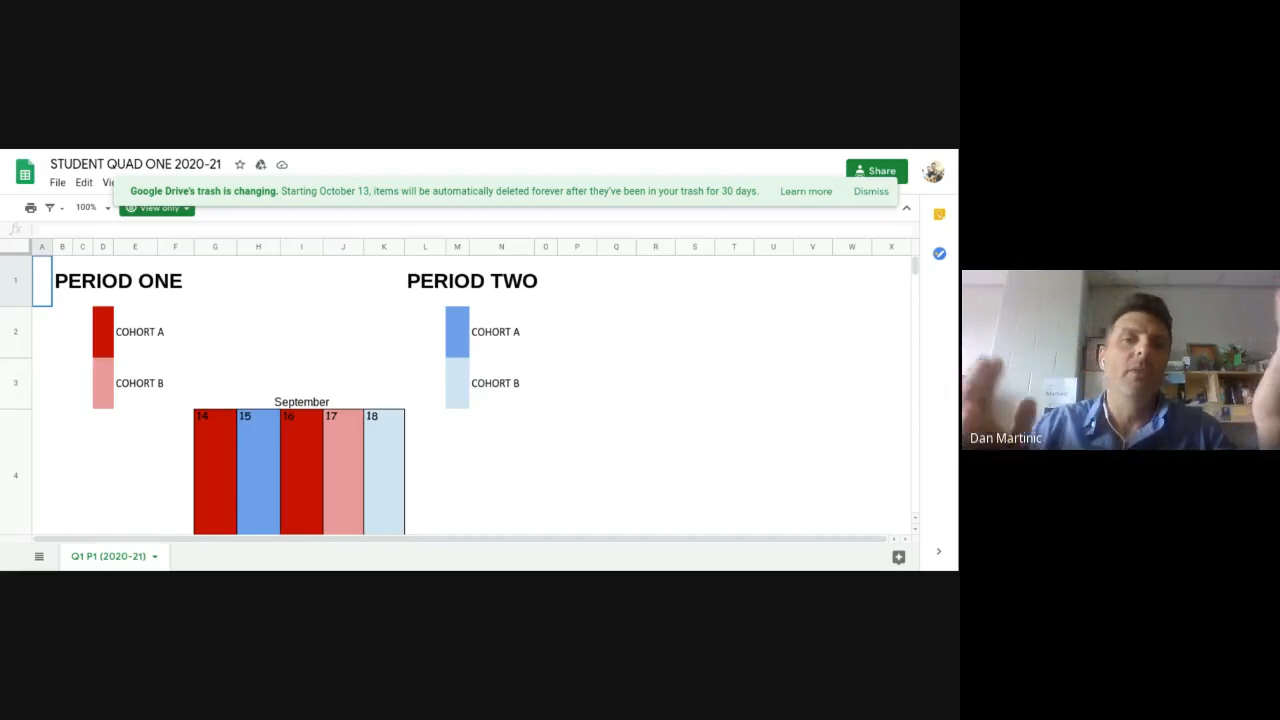 STUDENT QUAD ONE 2020-21
File Edit Vi
Share
Google Drive's trash is changing. Starting October 13, items will be automatically deleted forever after they've been in your trash for 30 days. Learn more Dismiss
100% View only
fx
A B C D E F G H I J K L M N O P Q R S T U V W X
1 PERIOD ONE PERIOD TWO
2 COHORT A COHORT A
3 COHORT B COHORT B
September
14 15 16 17 18
4
Dan Martinic
Q1 P1 (2020-21)